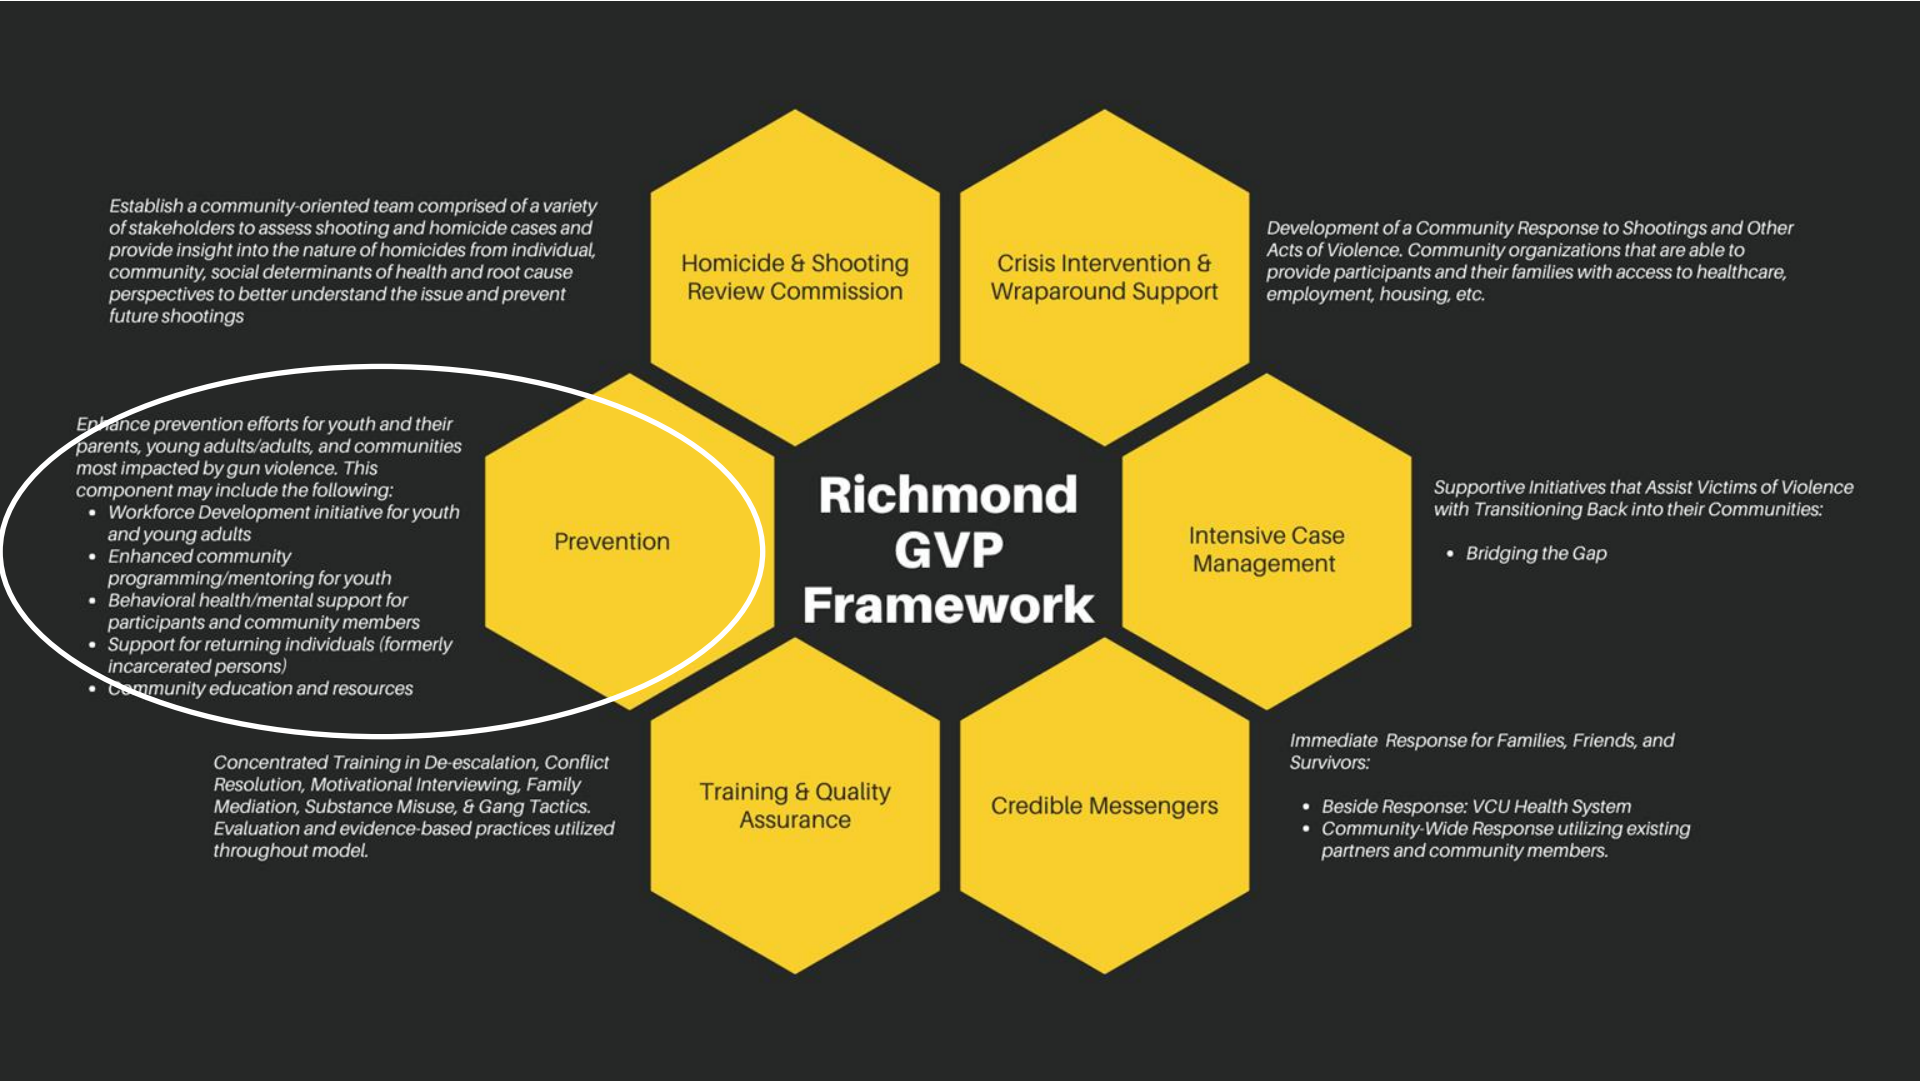 Establish a community-oriented team comprised of a variety
of stakeholders to assess shooting and homicide cases and
provide insight into the nature of homicides from individual,
community, social determinants of health and root cause
perspectives to better understand the issue and prevent
future shootings
Homicide & Shooting
Review Commission
Crisis Intervention &
Wraparound Support
Development of a Community Response to Shootings and Other
Acts of Violence. Community organizations that are able to
provide participants and their families with access to healthcare,
employment, housing, etc.
Enhance prevention efforts for youth and their
parents, young adults/adults, and communities
most impacted by gun violence. This
component may include the following:
• Workforce Development initiative for youth
and young adults
• Enhanced community
programming/mentoring for youth
• Behavioral health/mental support for
participants and community members
• Support for returning individuals (formerly
incarcerated persons)
• Community education and resources
Prevention
Richmond
GVP
Framework
Intensive Case
Management
Supportive Initiatives that Assist Victims of Violence
with Transitioning Back into their Communities:
• Bridging the Gap
Concentrated Training in De-escalation, Conflict
Resolution, Motivational Interviewing, Family
Mediation, Substance Misuse, & Gang Tactics.
Evaluation and evidence-based practices utilized
throughout model.
Training & Quality
Assurance
Credible Messengers
Immediate Response for Families, Friends, and
Survivors:
• Beside Response: VCU Health System
• Community-Wide Response utilizing existing
partners and community members.